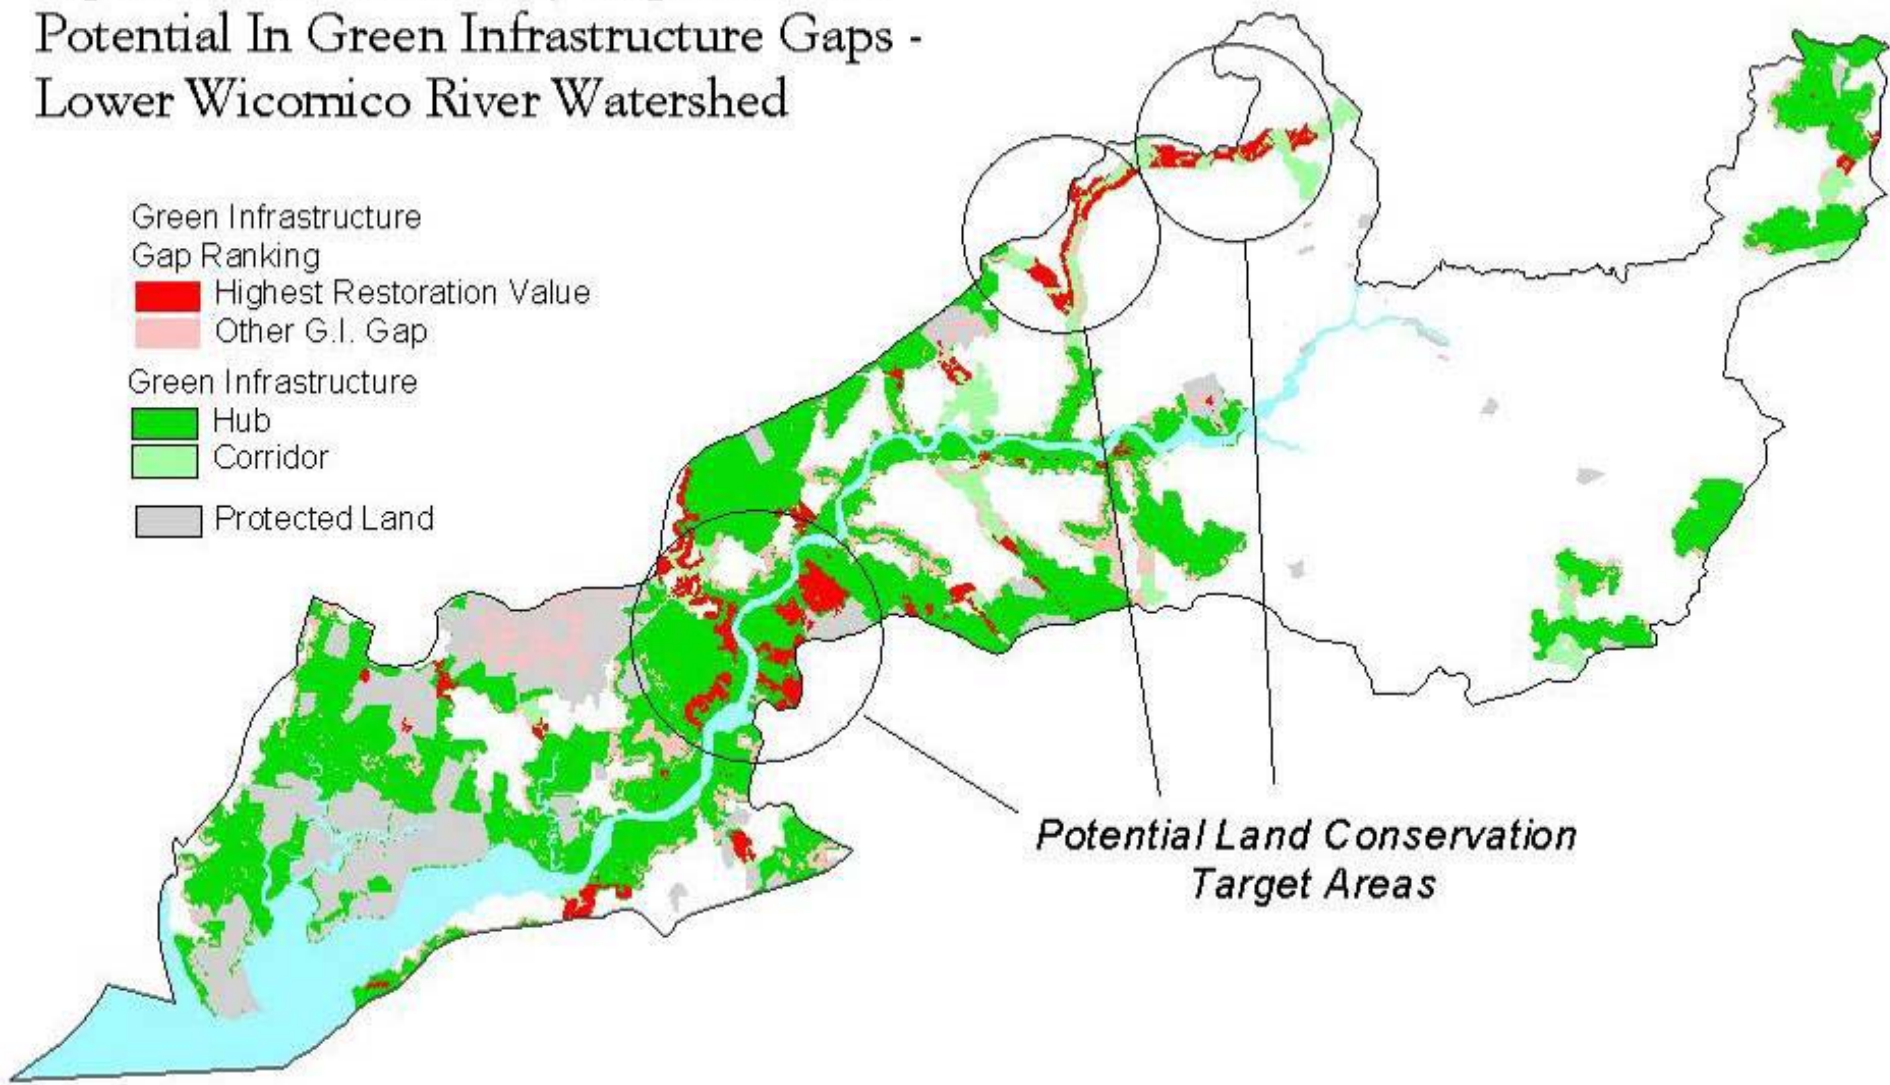 Potential In Green Infrastructure Gaps -
Lower Wicomico River Watershed
Green Infrastructure
Gap Ranking
Highest Restoration Value
Other G.I. Gap
Green Infrastructure
Hub
Corridor
Protected Land
Potential Land Conservation
Target Areas